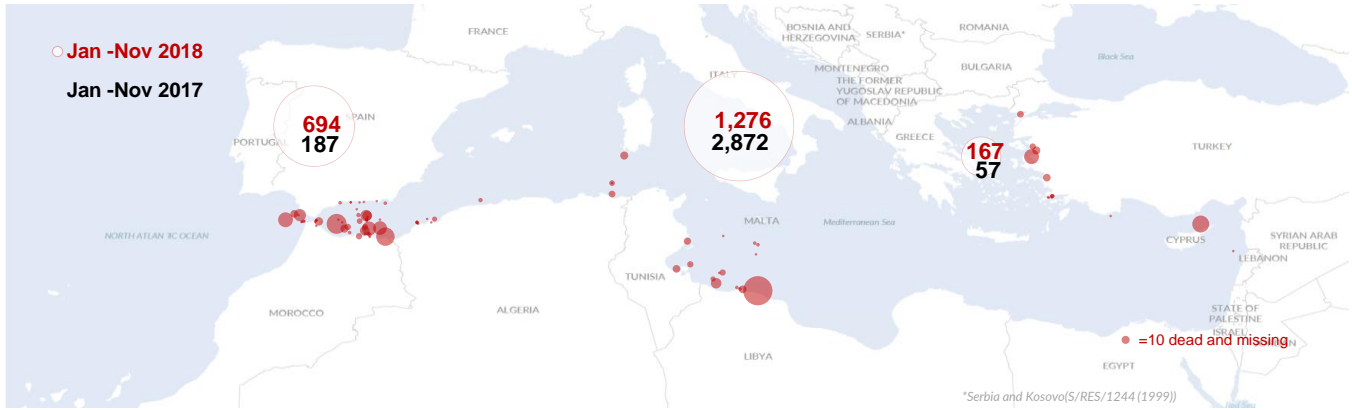 Jan -Nov 2018
Jan -Nov 2017
FRANCE
BOSNIA AND
HERZEGOVINA
SERBIA*
ROMANIA
ITALY
MONTENEGRO
THE FORMER
YUGOSLAV REPUBLIC
OF MACEDONIA
BULGARIA
Black Sea
ALBANIA
GREECE
TURKEY
PORTUGAL
SPAIN
694
187
1,276
2,872
167
57
NORTH ATLANTIC OCEAN
MALTA
Mediterranean Sea
CYPRUS
SYRIAN ARAB
REPUBLIC
LEBANON
TUNISIA
MOROCCO
ALGERIA
LIBYA
STATE OF
PALESTINE
ISRAEL
=10 dead and missing
EGYPT
*Serbia and Kosovo(S/RES/1244 (1999))
Red Sea